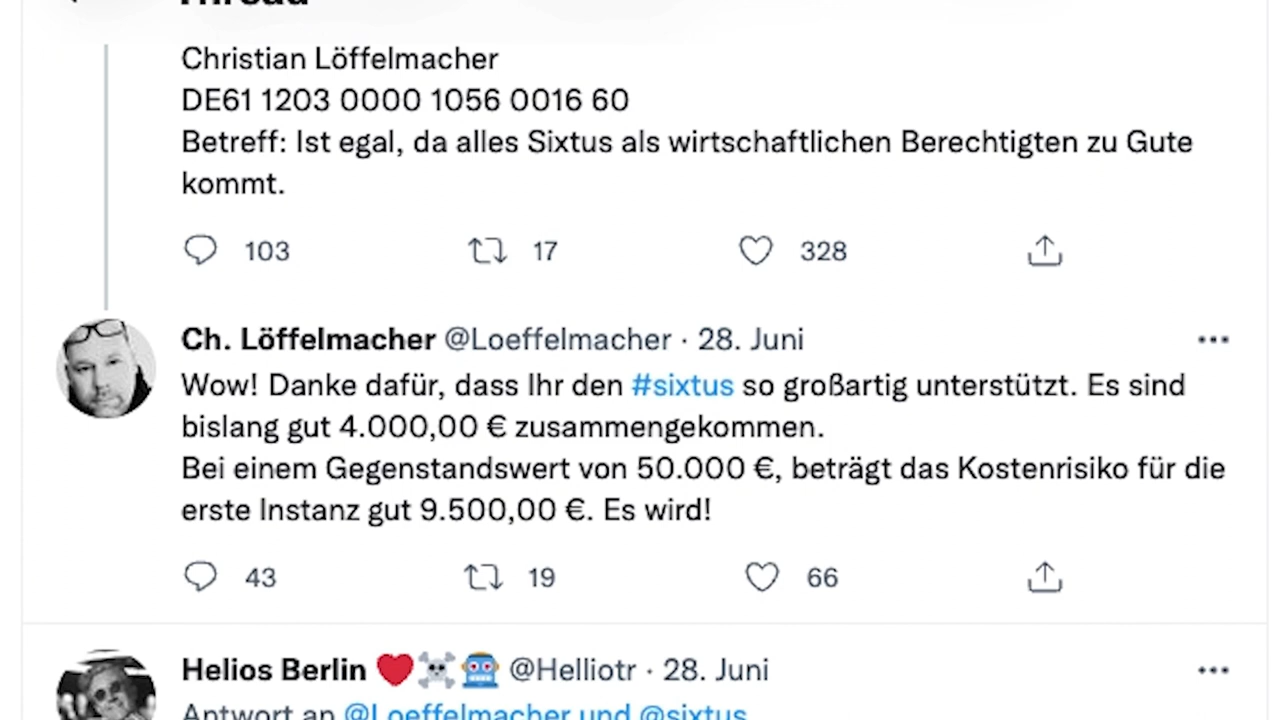 Thread
Christian Löffelmacher
DE61 1203 0000 1056 0016 60
Betreff: Ist egal, da alles Sixtus als wirtschaftlichen Berechtigten zu Gute
kommt.
103 17 328
Ch. Löffelmacher @Loeffelmacher · 28. Juni
Wow! Danke dafür, dass Ihr den #sixtus so großartig unterstützt. Es sind
bislang gut 4.000,00 € zusammengekommen.
Bei einem Gegenstandswert von 50.000 €, beträgt das Kostenrisiko für die
erste Instanz gut 9.500,00 €. Es wird!
43 19 66
Helios Berlin ❤️☠️🤖 @Helliotr · 28. Juni
Antwort an @Loeffelmacher und @sixtus